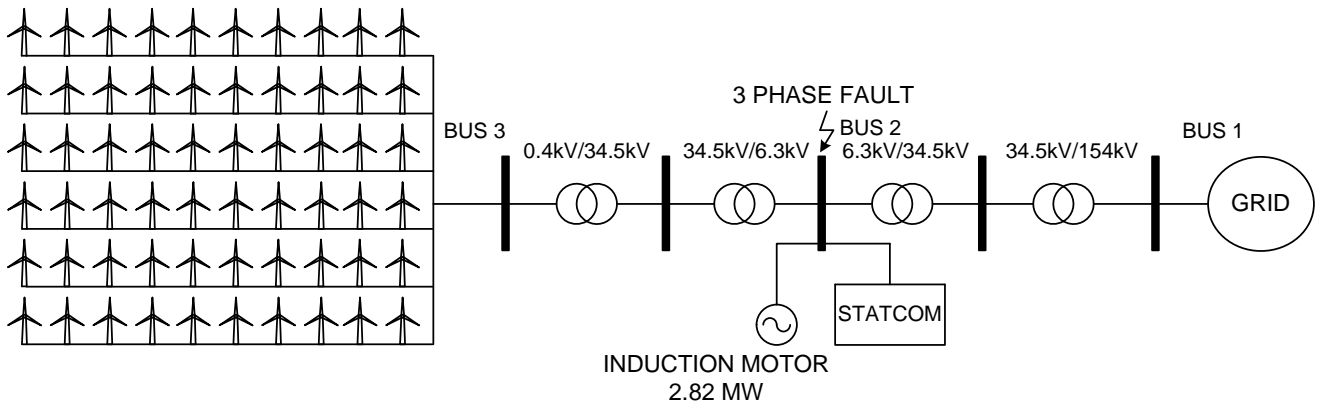 3 PHASE FAULT
BUS 3
BUS 2
BUS 1
0.4kV/34.5kV
34.5kV/6.3kV
6.3kV/34.5kV
34.5kV/154kV
GRID
STATCOM
INDUCTION MOTOR
2.82 MW